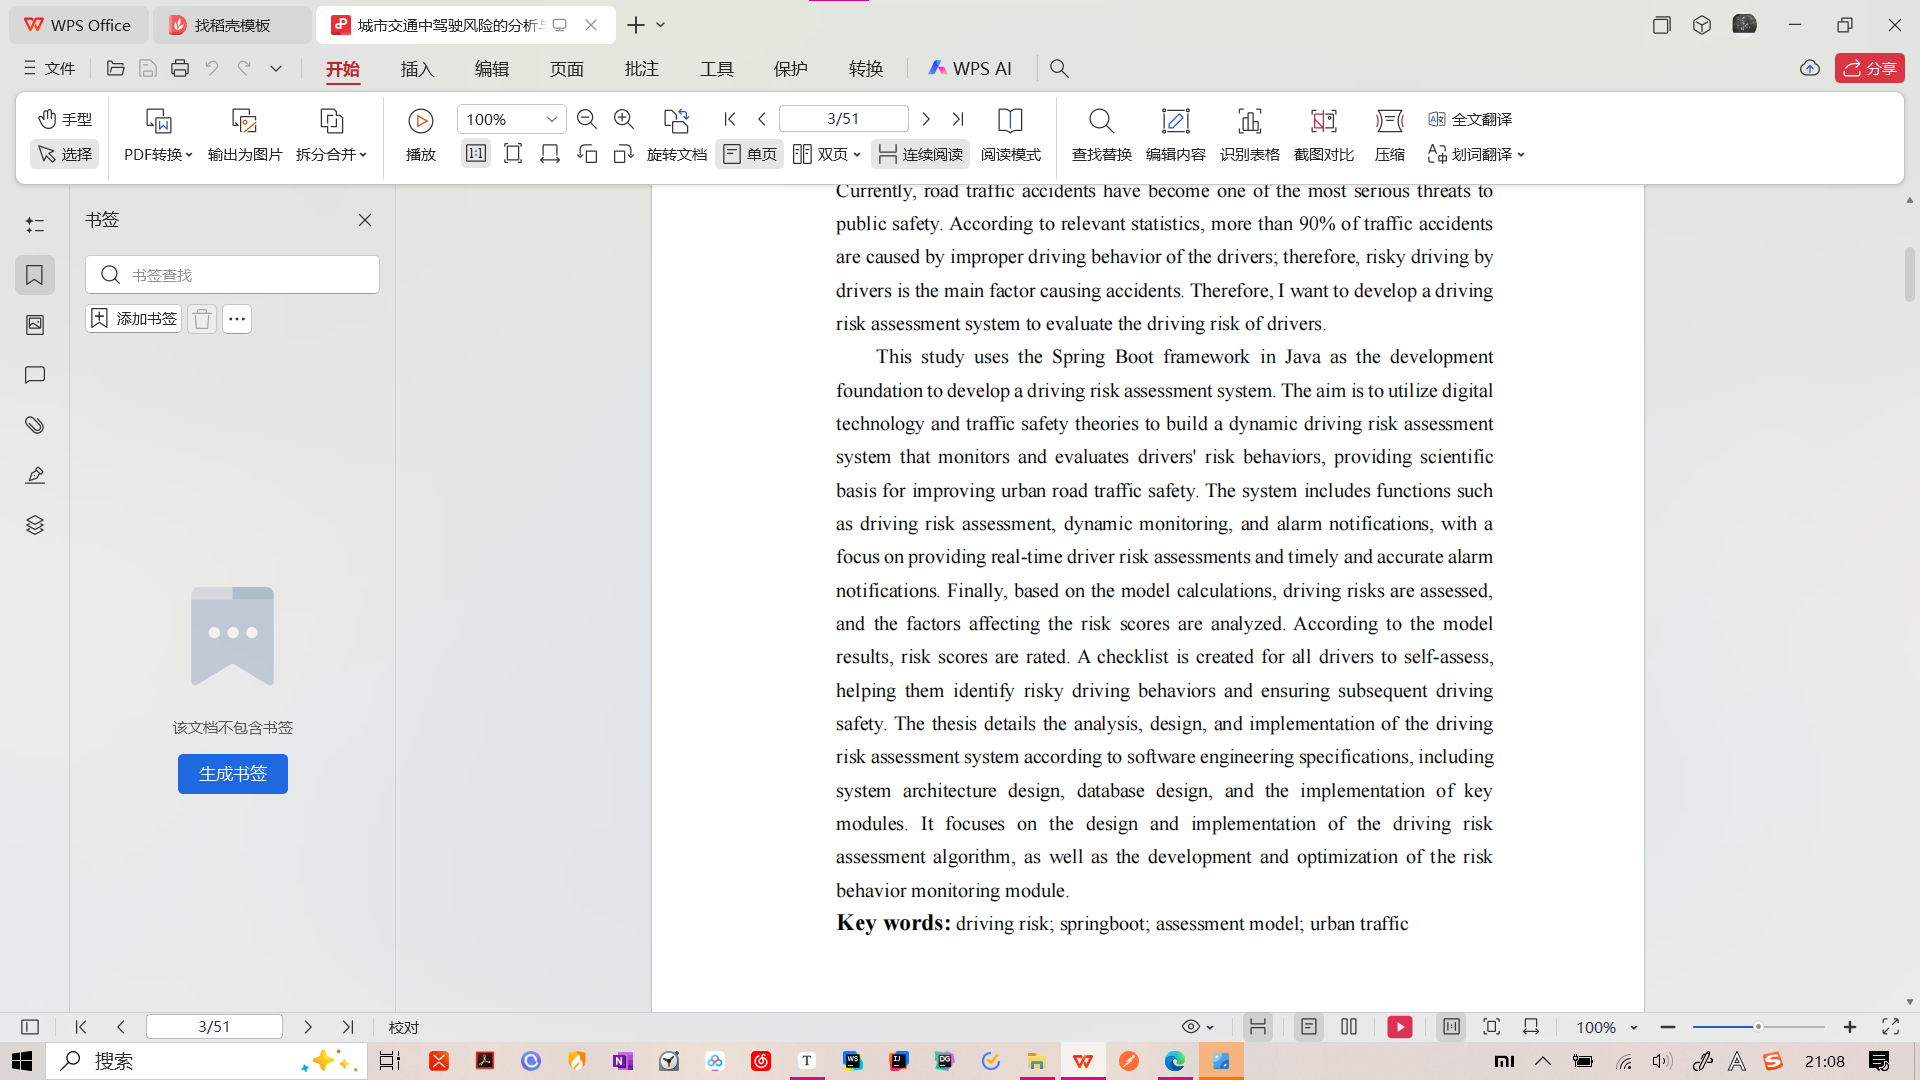 WPS Office
找稻壳模板
城市交通中驾驶风险的分析与
文件
开始
插入
编辑
页面
批注
工具
保护
转换
WPS AI
分享
手型
选择
PDF转换
输出为图片
拆分合并
播放
100%
3/51
旋转文档
单页
双页
连续阅读
阅读模式
查找替换
编辑内容
识别表格
截图对比
压缩
全文翻译
划词翻译
书签
书签查找
添加书签
该文档不包含书签
生成书签
Currently, road traffic accidents have become one of the most serious threats to
public safety. According to relevant statistics, more than 90% of traffic accidents
are caused by improper driving behavior of the drivers; therefore, risky driving by
drivers is the main factor causing accidents. Therefore, I want to develop a driving
risk assessment system to evaluate the driving risk of drivers.
This study uses the Spring Boot framework in Java as the development
foundation to develop a driving risk assessment system. The aim is to utilize digital
technology and traffic safety theories to build a dynamic driving risk assessment
system that monitors and evaluates drivers' risk behaviors, providing scientific
basis for improving urban road traffic safety. The system includes functions such
as driving risk assessment, dynamic monitoring, and alarm notifications, with a
focus on providing real-time driver risk assessments and timely and accurate alarm
notifications. Finally, based on the model calculations, driving risks are assessed,
and the factors affecting the risk scores are analyzed. According to the model
results, risk scores are rated. A checklist is created for all drivers to self-assess,
helping them identify risky driving behaviors and ensuring subsequent driving
safety. The thesis details the analysis, design, and implementation of the driving
risk assessment system according to software engineering specifications, including
system architecture design, database design, and the implementation of key
modules. It focuses on the design and implementation of the driving risk
assessment algorithm, as well as the development and optimization of the risk
behavior monitoring module.
Key words: driving risk; springboot; assessment model; urban traffic
3/51
校对
100%
搜索
21:08